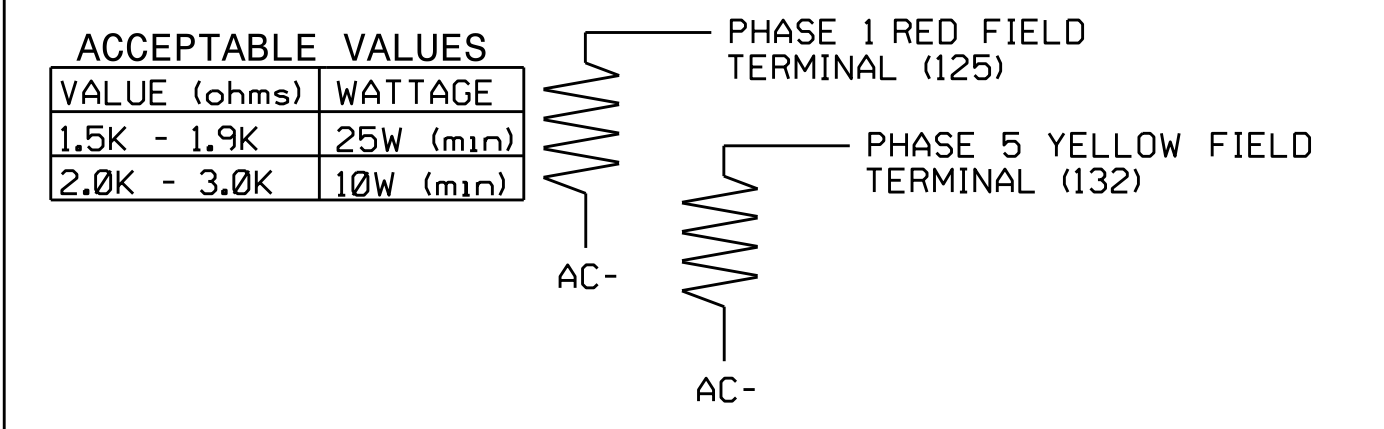 ACCEPTABLE VALUES
VALUE (ohms) WATTAGE
1.5K - 1.9K 25W (min)
2.0K - 3.0K 10W (min)
PHASE 1 RED FIELD
TERMINAL (125)
AC-
PHASE 5 YELLOW FIELD
TERMINAL (132)
AC-